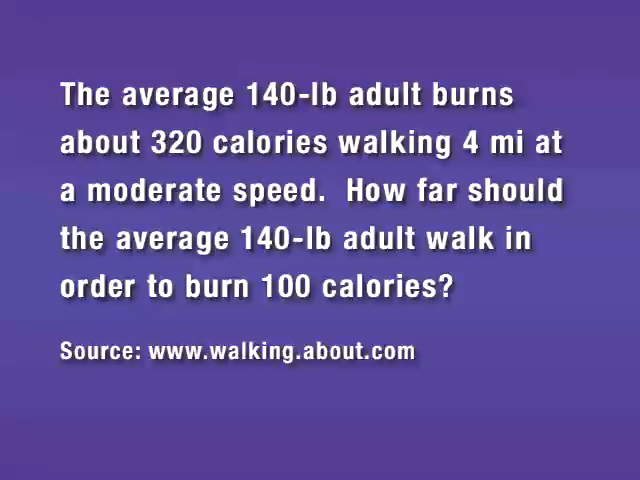 The average 140-lb adult burns
about 320 calories walking 4 mi at
a moderate speed.  How far should
the average 140-lb adult walk in
order to burn 100 calories?
Source: www.walking.about.com